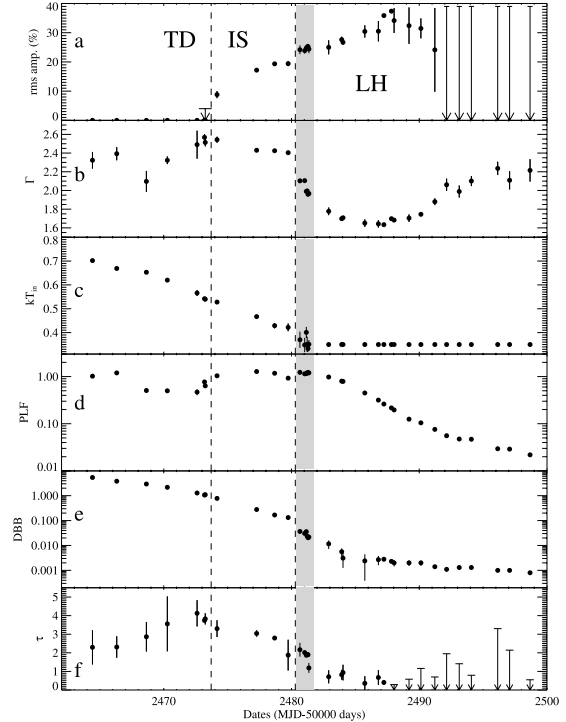 40
30
20
10
0
rms amp. (%)
a
TD
IS
LH
2.6
2.4
2.2
2.0
1.8
1.6
Γ
b
0.8
0.7
0.6
0.5
0.4
kT_in
c
1.00
0.10
0.01
PLF
d
1.000
0.100
0.010
0.001
DBB
e
5
4
3
2
1
0
τ
f
2470
2480
2490
2500
Dates (MJD-50000 days)